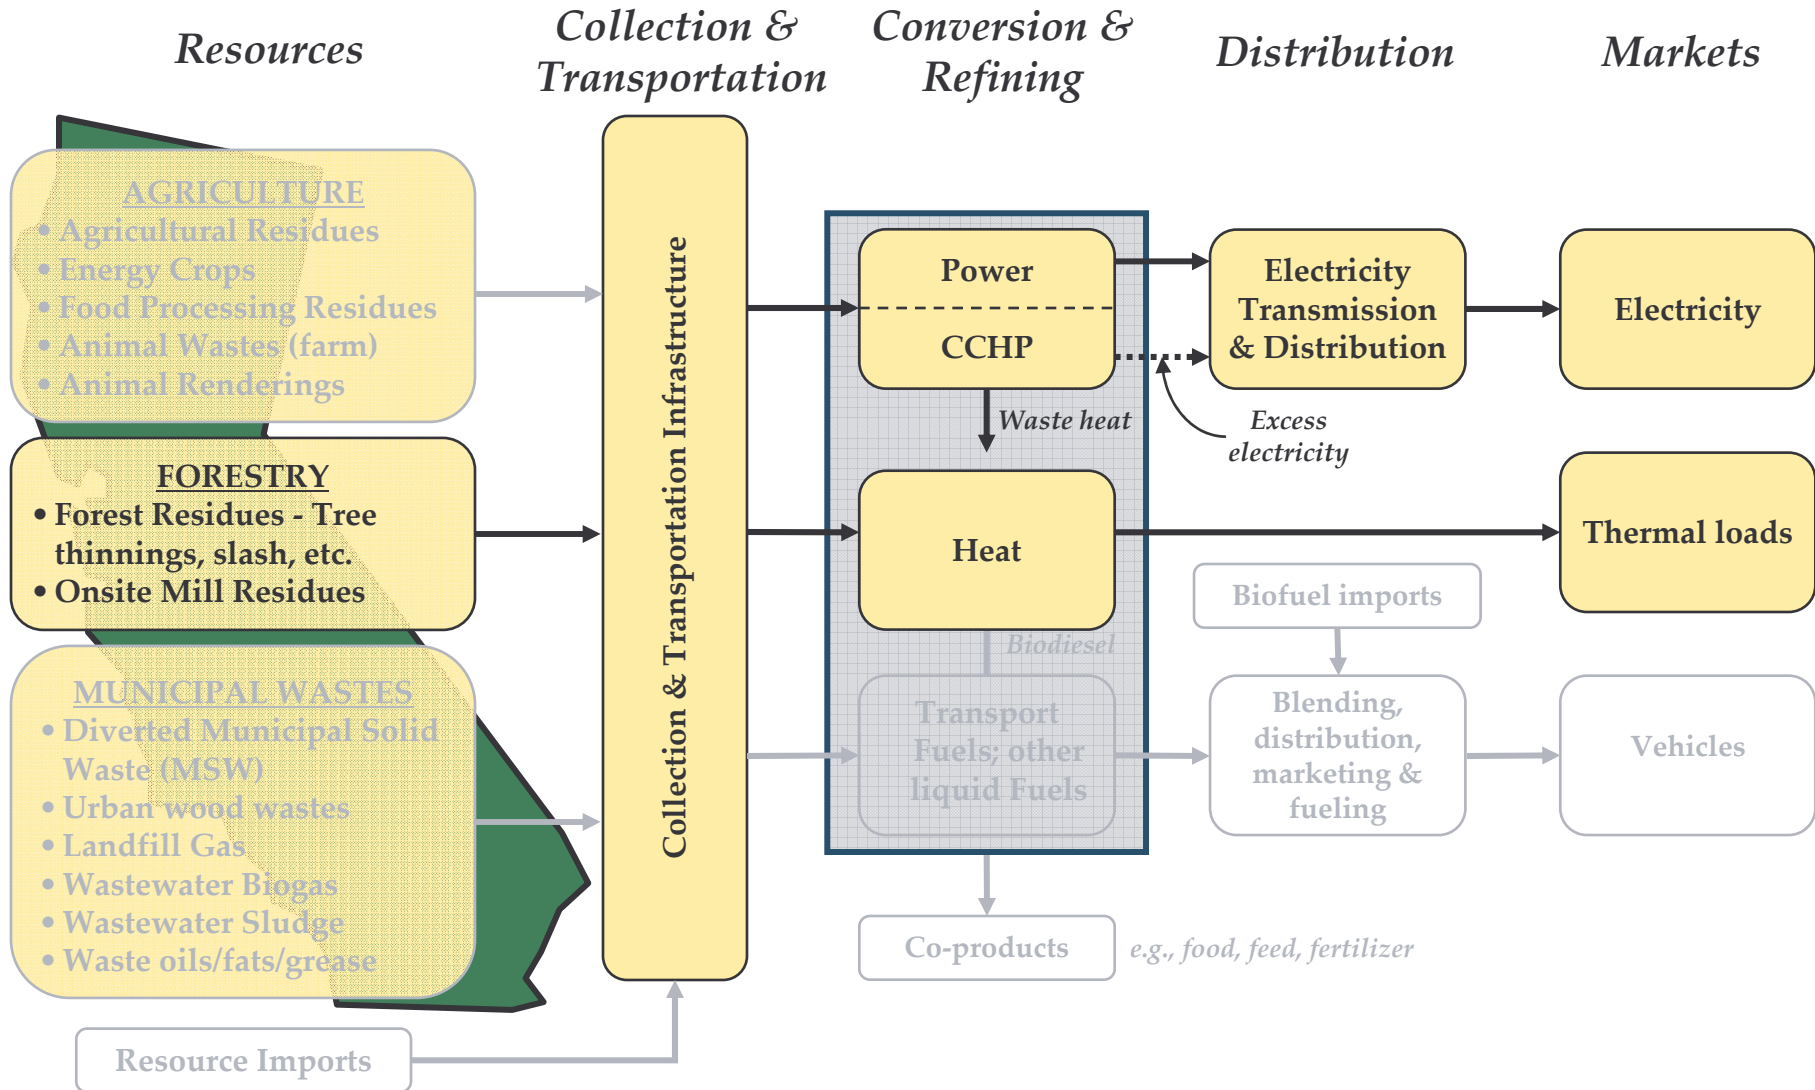 Resources
Collection &
Transportation
Conversion &
Refining
Distribution
Markets
AGRICULTURE
• Agricultural Residues
• Energy Crops
• Food Processing Residues
• Animal Wastes (farm)
• Animal Renderings
FORESTRY
• Forest Residues - Tree
thinnings, slash, etc.
• Onsite Mill Residues
MUNICIPAL WASTES
• Diverted Municipal Solid
Waste (MSW)
• Urban wood wastes
• Landfill Gas
• Wastewater Biogas
• Wastewater Sludge
• Waste oils/fats/grease
Resource Imports
Collection & Transportation Infrastructure
Power
CCHP
Waste heat
Heat
Biodiesel
Transport
Fuels; other
liquid Fuels
Co-products
e.g., food, feed, fertilizer
Electricity
Transmission
& Distribution
Excess
electricity
Biofuel imports
Blending,
distribution,
marketing &
fueling
Electricity
Thermal loads
Vehicles